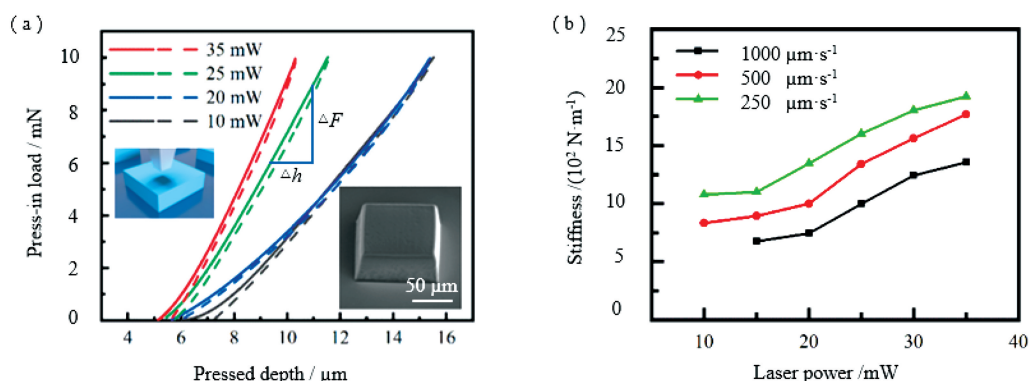 ( a )
10
8
6
4
2
0
Press-in load / mN
35 mW
25 mW
20 mW
10 mW
△F
△h
50 μm
4 6 8 10 12 14 16
Pressed depth / μm
( b )
25
20
15
10
5
0
Stiffness /(10² N·m⁻¹)
1000 μm·s⁻¹
500 μm·s⁻¹
250 μm·s⁻¹
10 20 30 40
Laser power /mW